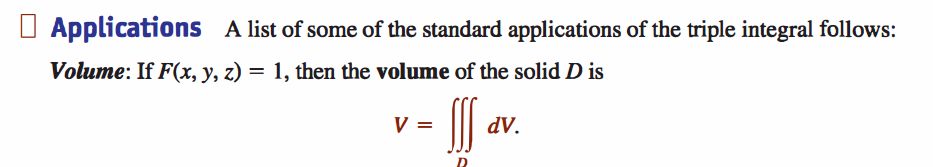 Applications A list of some of the standard applications of the triple integral follows:
Volume: If F(x, y, z) = 1, then the volume of the solid D is
V = ∭ dV.
D